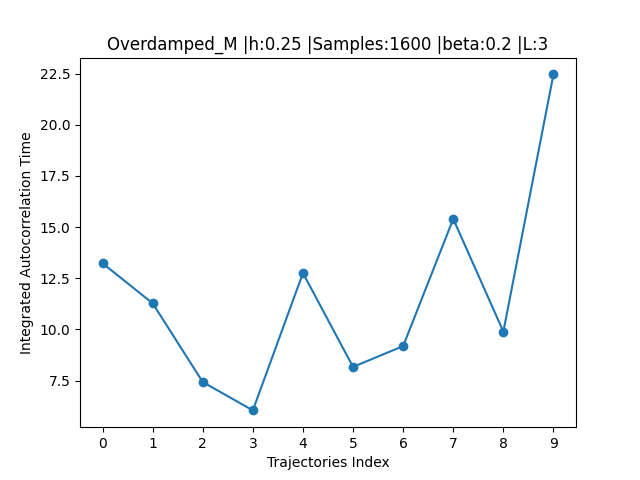 Overdamped_M |h:0.25 |Samples:1600 |beta:0.2 |L:3
Integrated Autocorrelation Time
22.5
20.0
17.5
15.0
12.5
10.0
7.5
0 1 2 3 4 5 6 7 8 9
Trajectories Index